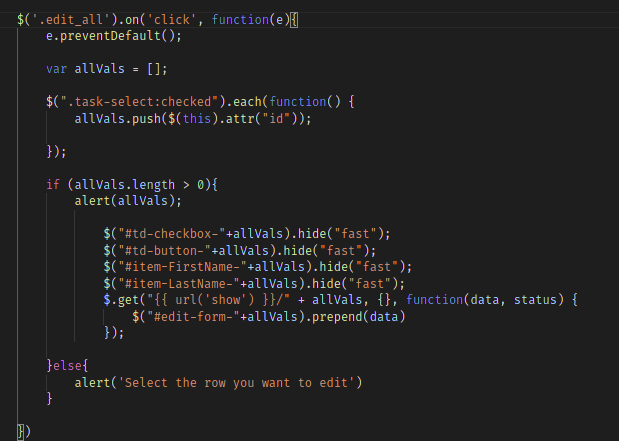 $('.edit_all').on('click', function(e){
    e.preventDefault();

    var allVals = [];

    $(".task-select:checked").each(function() {
        allVals.push($(this).attr("id"));

    });

    if (allVals.length > 0){
        alert(allVals);

            $("#td-checkbox-"+allVals).hide("fast");
            $("#td-button-"+allVals).hide("fast");
            $("#item-FirstName-"+allVals).hide("fast");
            $("#item-LastName-"+allVals).hide("fast");
            $.get("{{ url('show') }}/" + allVals, {}, function(data, status) {
                $("#edit-form-"+allVals).prepend(data)
            });

    }else{
        alert('Select the row you want to edit')
    }

})